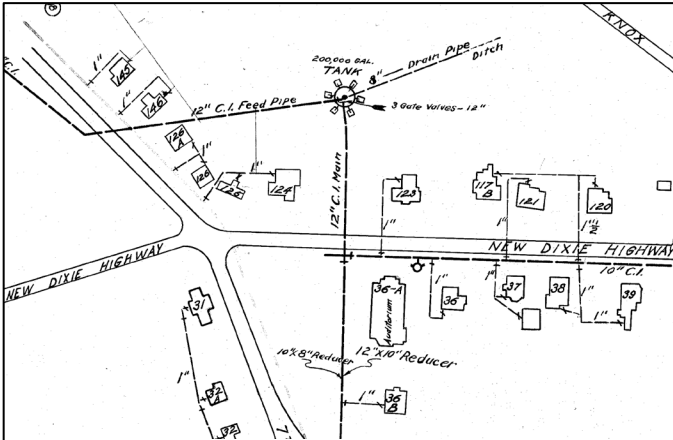 KNOX
200,000 GAL.
TANK
8" Drain Pipe
Ditch
3 Gate Valves-12"
12" C.I. Feed Pipe
12" C.I. Main
1"
145
1"
146
126
A
1"
126
125
1"
124
123
1"
117
B
121
1"
120
1"1/2
NEW DIXIE HIGHWAY
10" C.I.
NEW DIXIE HIGHWAY
36-A
Auditorium
1"
36
1"
37
38
1"
39
31
1"
32
A
32
10"x8" Reducer
12"x10" Reducer
1"
36
B